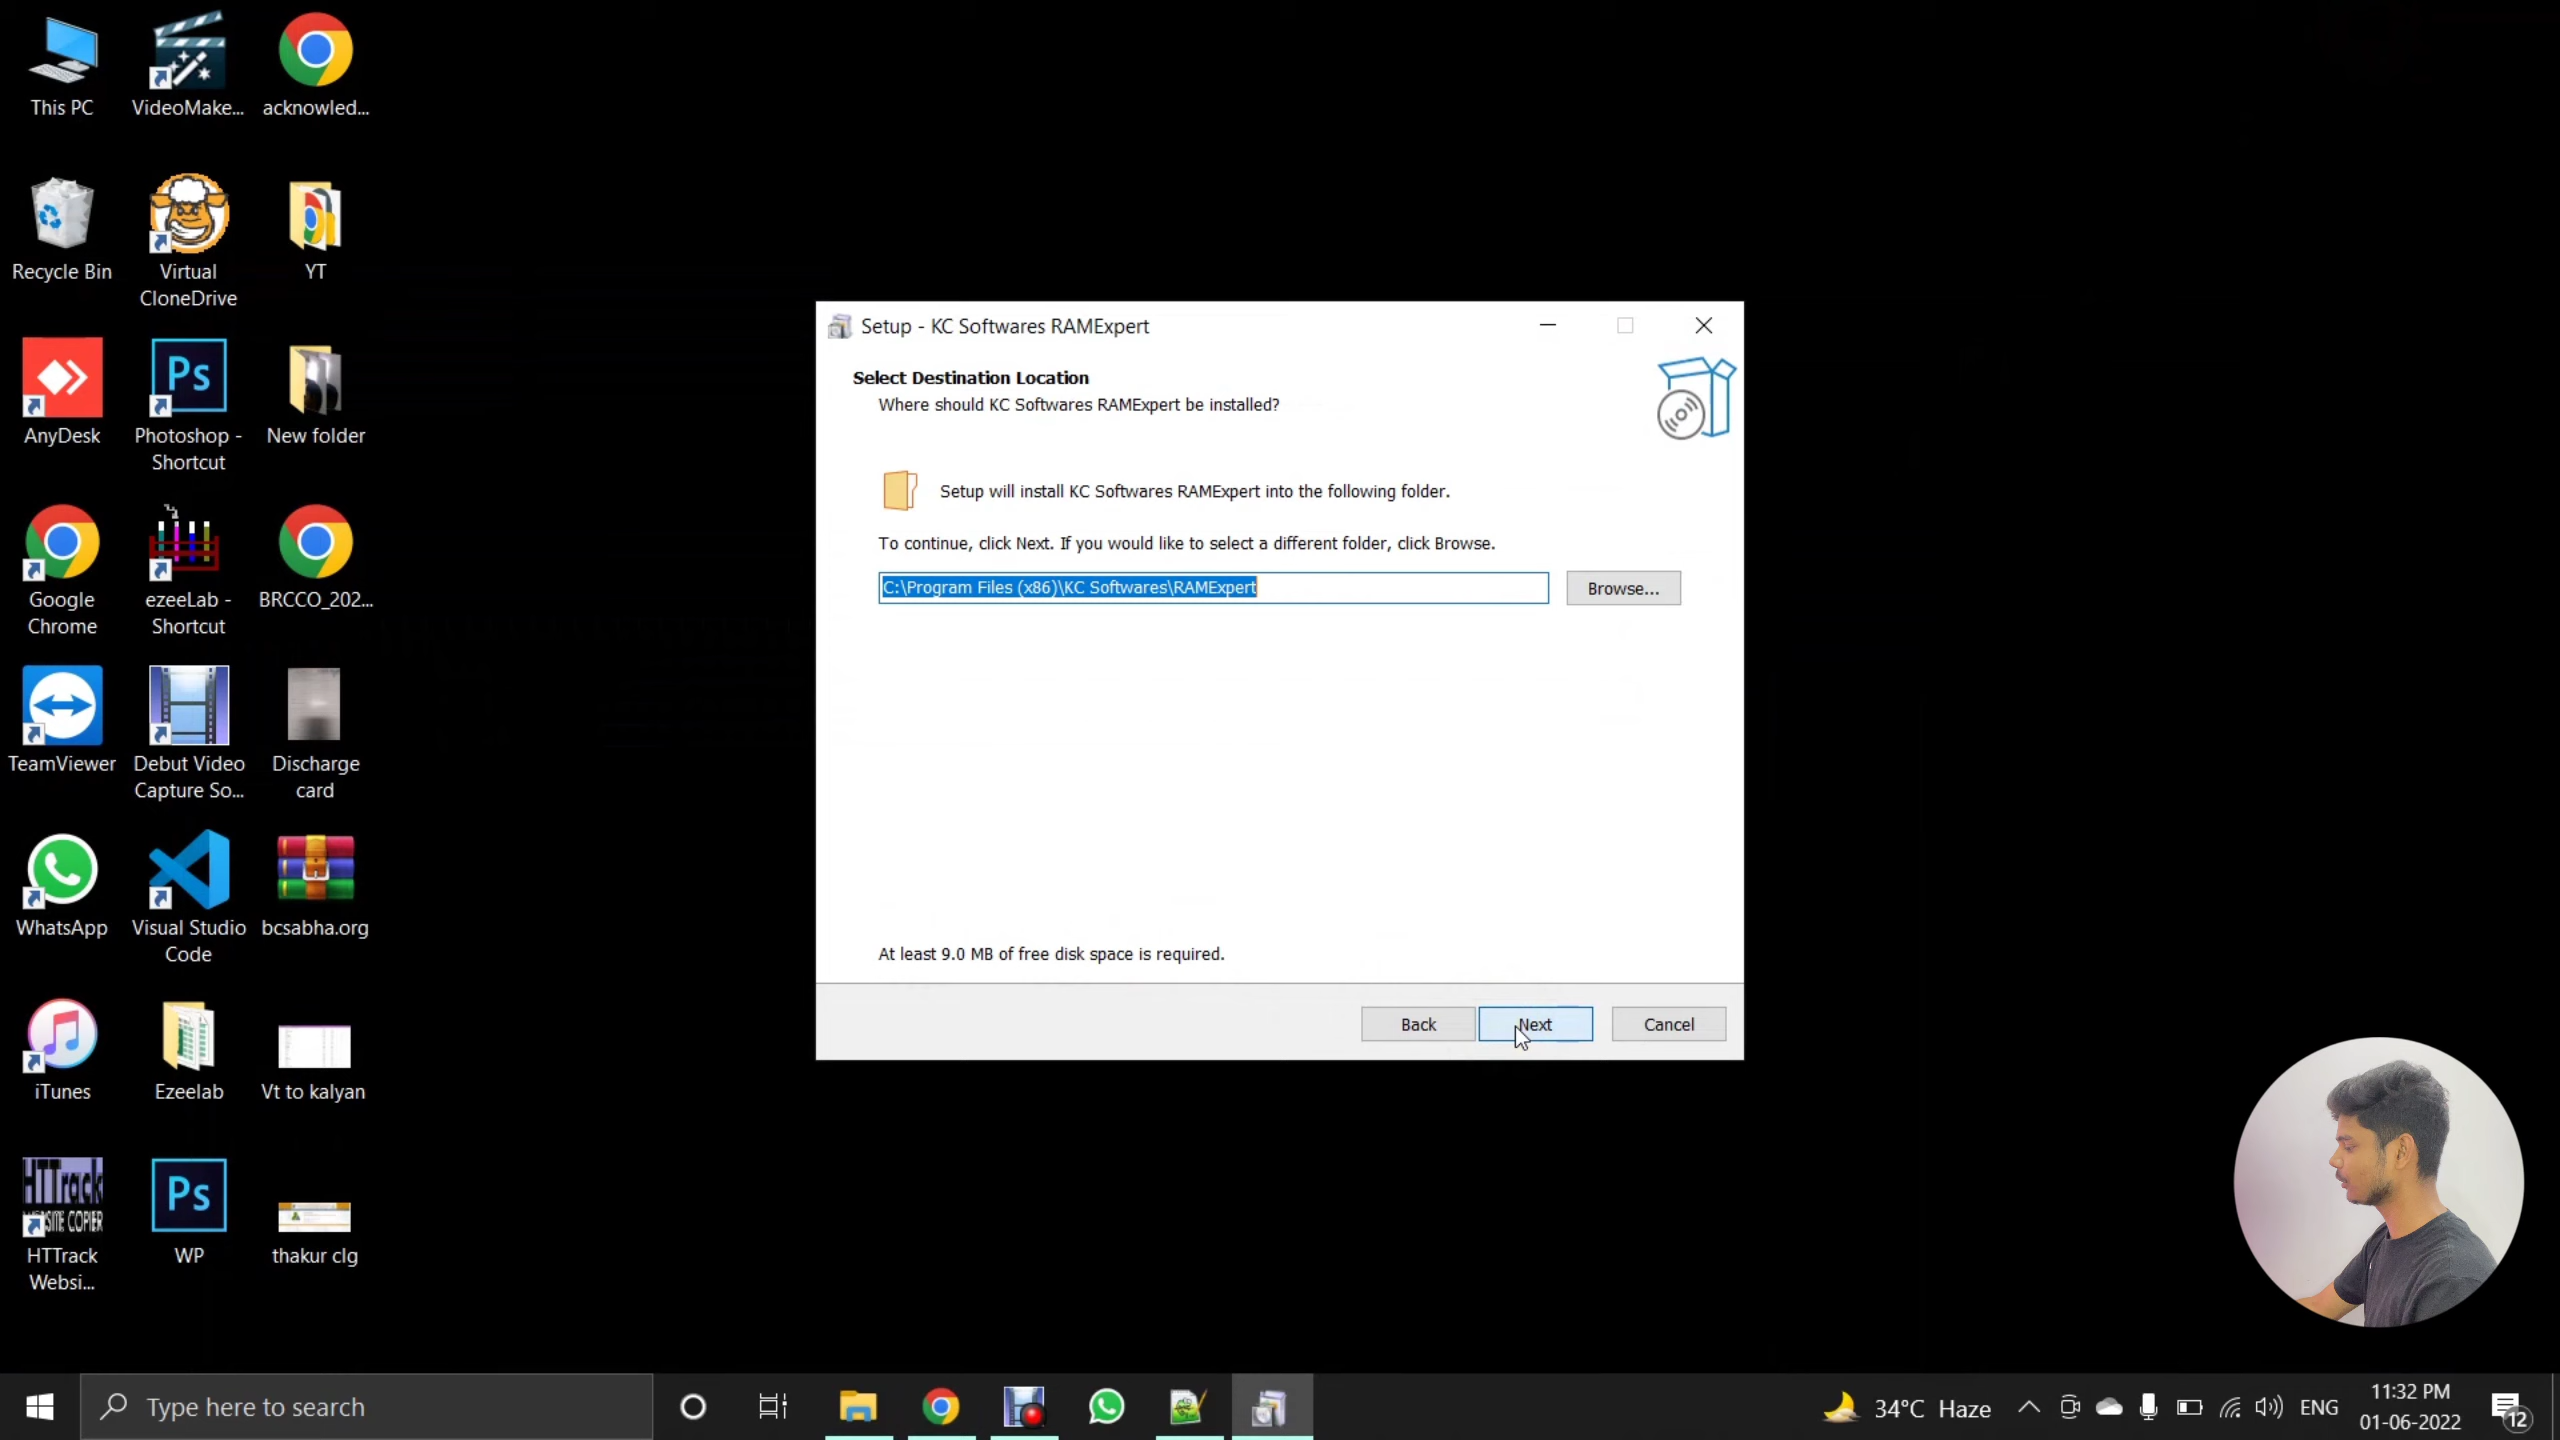 This PC
VideoMake...
acknowled...
Recycle Bin
Virtual
CloneDrive
YT
AnyDesk
Ps
Photoshop -
Shortcut
New folder
Google
Chrome
ezeeLab -
Shortcut
BRCCO_202...
TeamViewer
Debut Video
Capture So...
Discharge
card
WhatsApp
Visual Studio
Code
bcsabha.org
iTunes
Ezeelab
Vt to kalyan
HTTrack
WEBSITE COPIER
HTTrack
Websi...
Ps
WP
thakur clg
Setup - KC Softwares RAMExpert
Select Destination Location
Where should KC Softwares RAMExpert be installed?
Setup will install KC Softwares RAMExpert into the following folder.
To continue, click Next. If you would like to select a different folder, click Browse.
C:\Program Files (x86)\KC Softwares\RAMExpert
Browse...
At least 9.0 MB of free disk space is required.
Back
Next
Cancel
Type here to search
34°C Haze
ENG
11:32 PM
01-06-2022
12